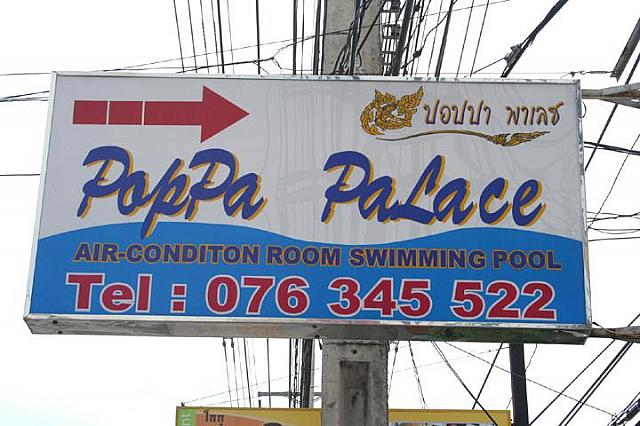 ปอปปา พาเลซ
PopPa PaLace
AIR-CONDITON ROOM SWIMMING POOL
Tel : 076 345 522